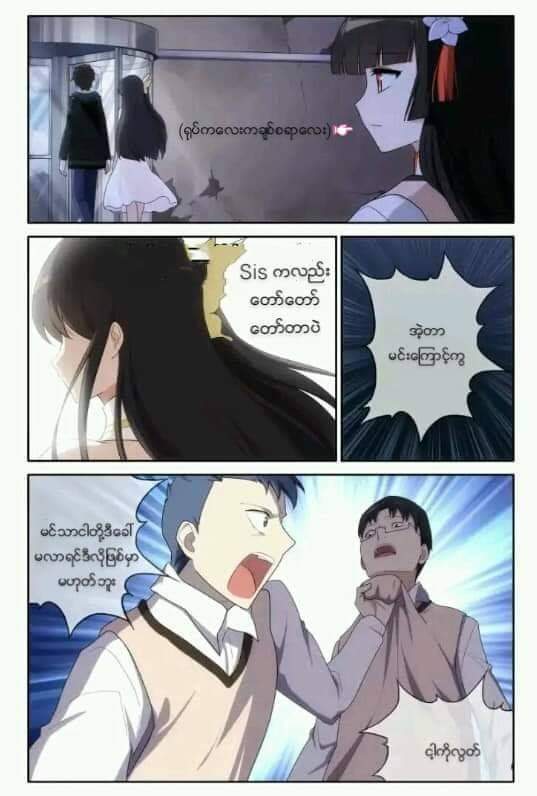 (ရုပ်ကလေးကချစ်စရာလေး)
Sis ကလည်း
တော်တော်
တော်တာပဲ
အဲ့တာ
မင်းကြောင့်ကွ
မင်သာငါတို့ဒီခေါ်
မလာရင်ဒီလိုဖြစ်မှာ
မဟုတ်ဘူး
ငါ့ကိုလွှတ်